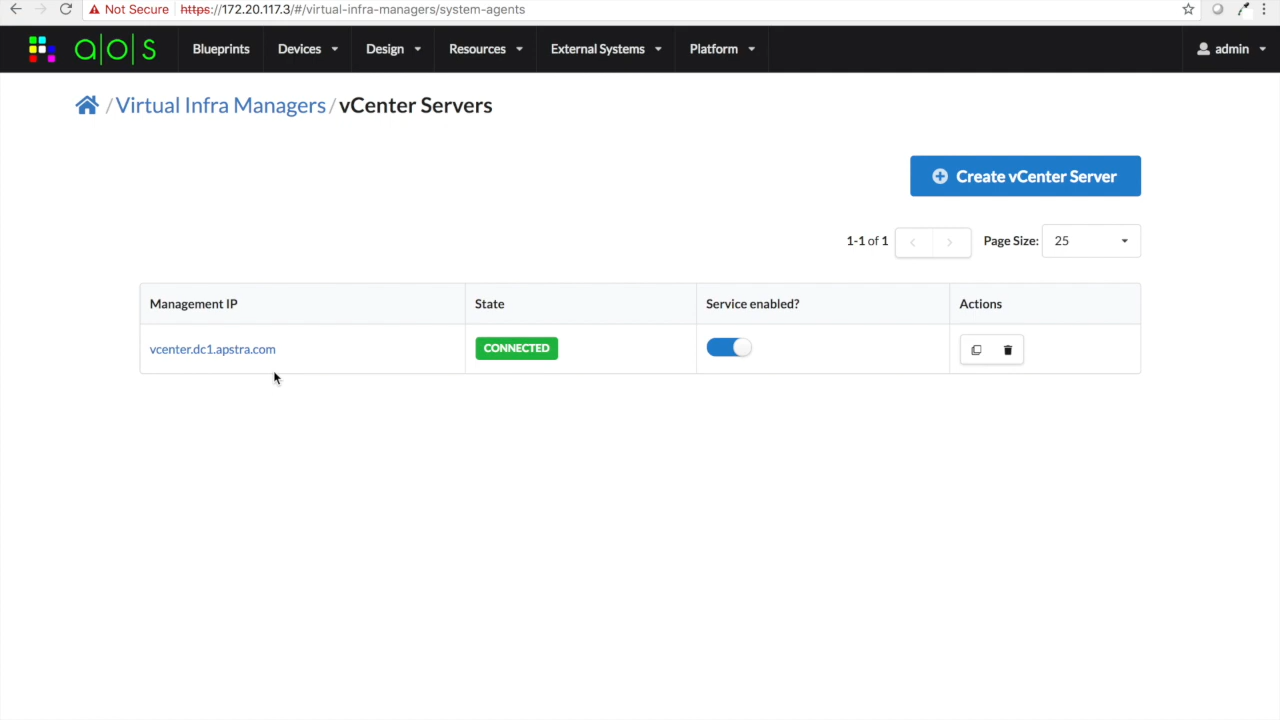 Not Secure https://172.20.117.3/#/virtual-infra-managers/system-agents
a|o|s Blueprints Devices Design Resources External Systems Platform admin
/ Virtual Infra Managers / vCenter Servers
Create vCenter Server
1-1 of 1 Page Size: 25
Management IP State Service enabled? Actions
vcenter.dc1.apstra.com CONNECTED